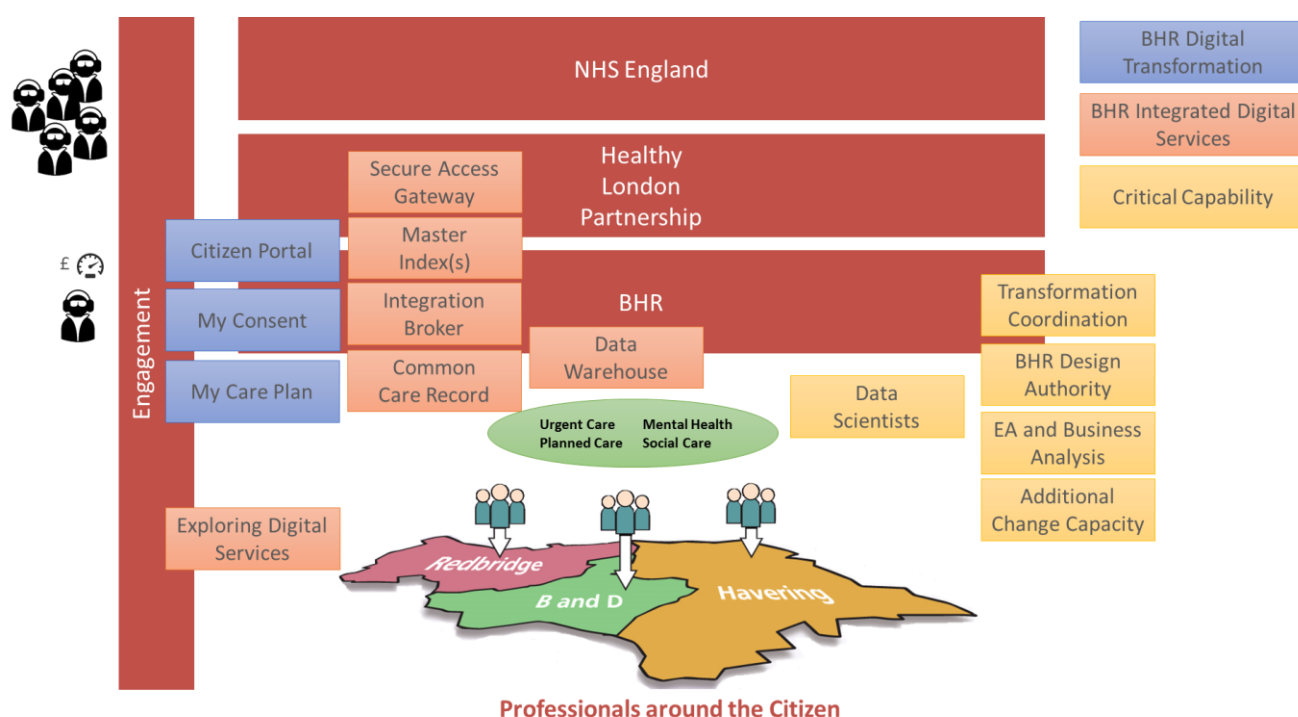 NHS England
BHR Digital
Transformation
BHR Integrated Digital
Services
Critical Capability
Healthy
London
Partnership
Secure Access
Gateway
Citizen Portal
Master
Index(s)
£
Engagement
My Consent
Integration
Broker
BHR
Transformation
Coordination
My Care Plan
Common
Care Record
Data
Warehouse
Data
Scientists
BHR Design
Authority
Urgent Care Mental Health
Planned Care Social Care
EA and Business
Analysis
Additional
Change Capacity
Exploring Digital
Services
Redbridge
B and D
Havering
Professionals around the Citizen